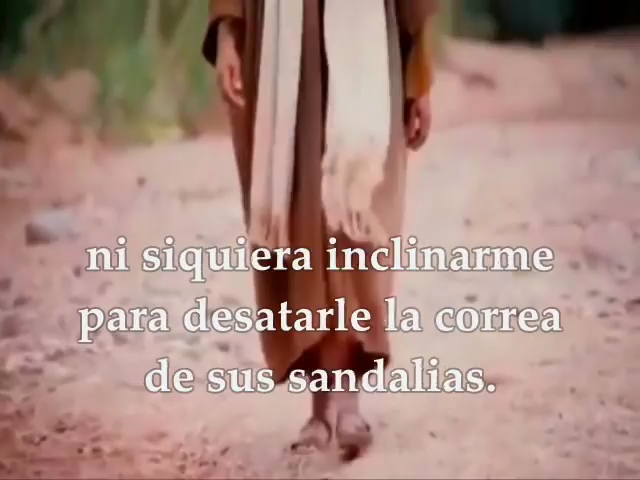 ni siquiera inclinarme
para desatarle la correa
de sus sandalias.